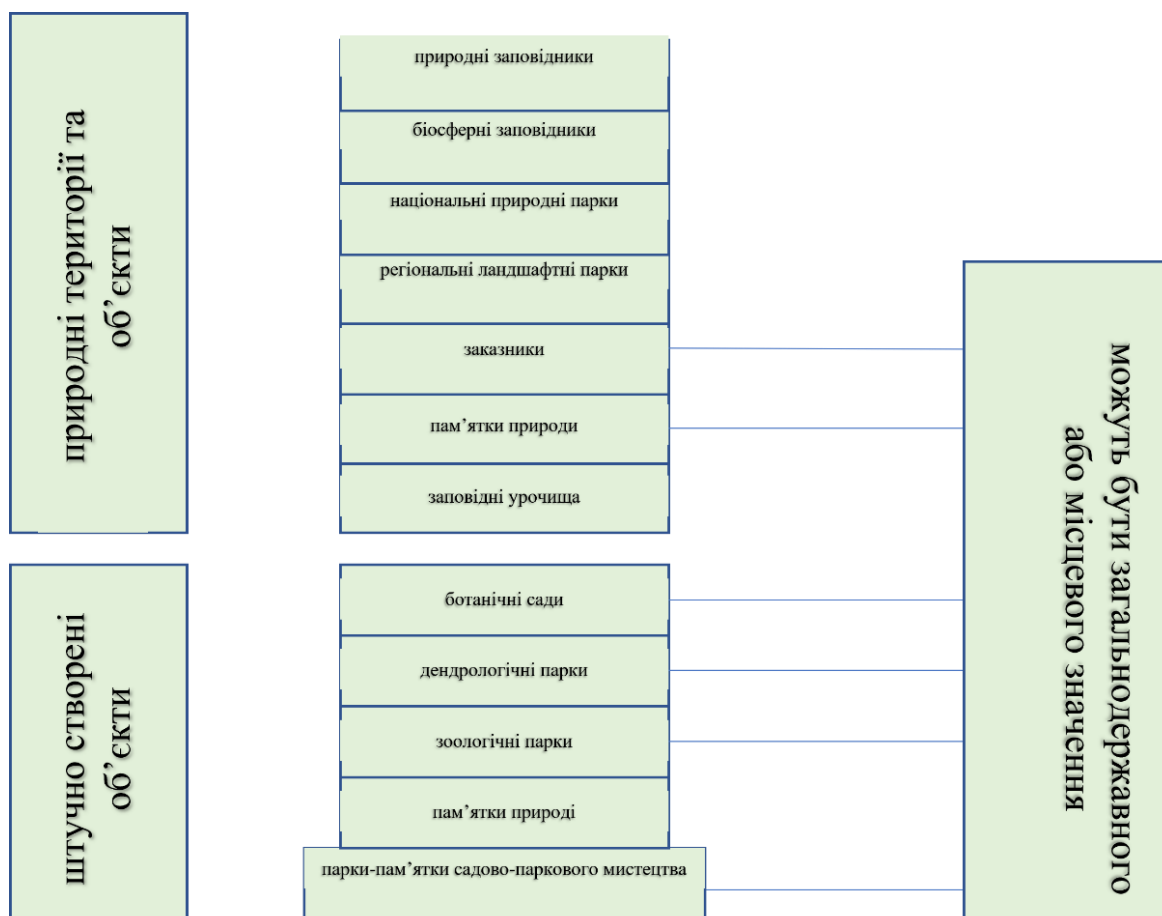 природні території та
об’єкти
природні заповідники
біосферні заповідники
національні природні парки
регіональні ландшафтні парки
заказники
пам’ятки природи
заповідні урочища
штучно створені
об’єкти
ботанічні сади
дендрологічні парки
зоологічні парки
пам’ятки природі
парки-пам’ятки садово-паркового мистецтва
можуть бути загальнодержавного
або місцевого значення